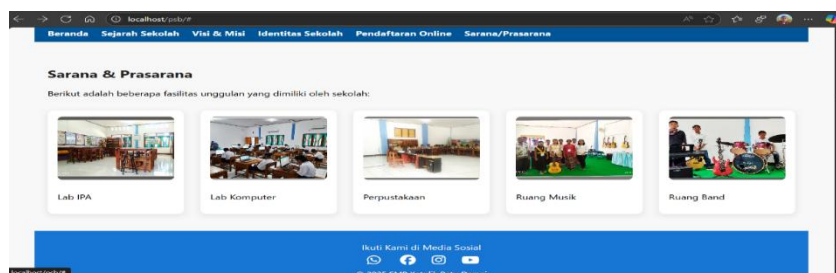 localhost/psb/#
Beranda Sejarah Sekolah Visi & Misi Identitas Sekolah Pendaftaran Online Sarana/Prasarana
Sarana & Prasarana
Berikut adalah beberapa fasilitas unggulan yang dimiliki oleh sekolah:
Lab IPA
Lab Komputer
Perpustakaan
Ruang Musik
Ruang Band
Ikuti Kami di Media Sosial
localhost/psb/#